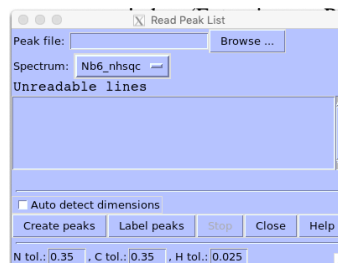 Read Peak List
Peak file: Browse ...
Spectrum: Nb6_nhsqc
Unreadable lines
Auto detect dimensions
Create peaks Label peaks Stop Close Help
N tol.: 0.35 , C tol.: 0.35 , H tol.: 0.025